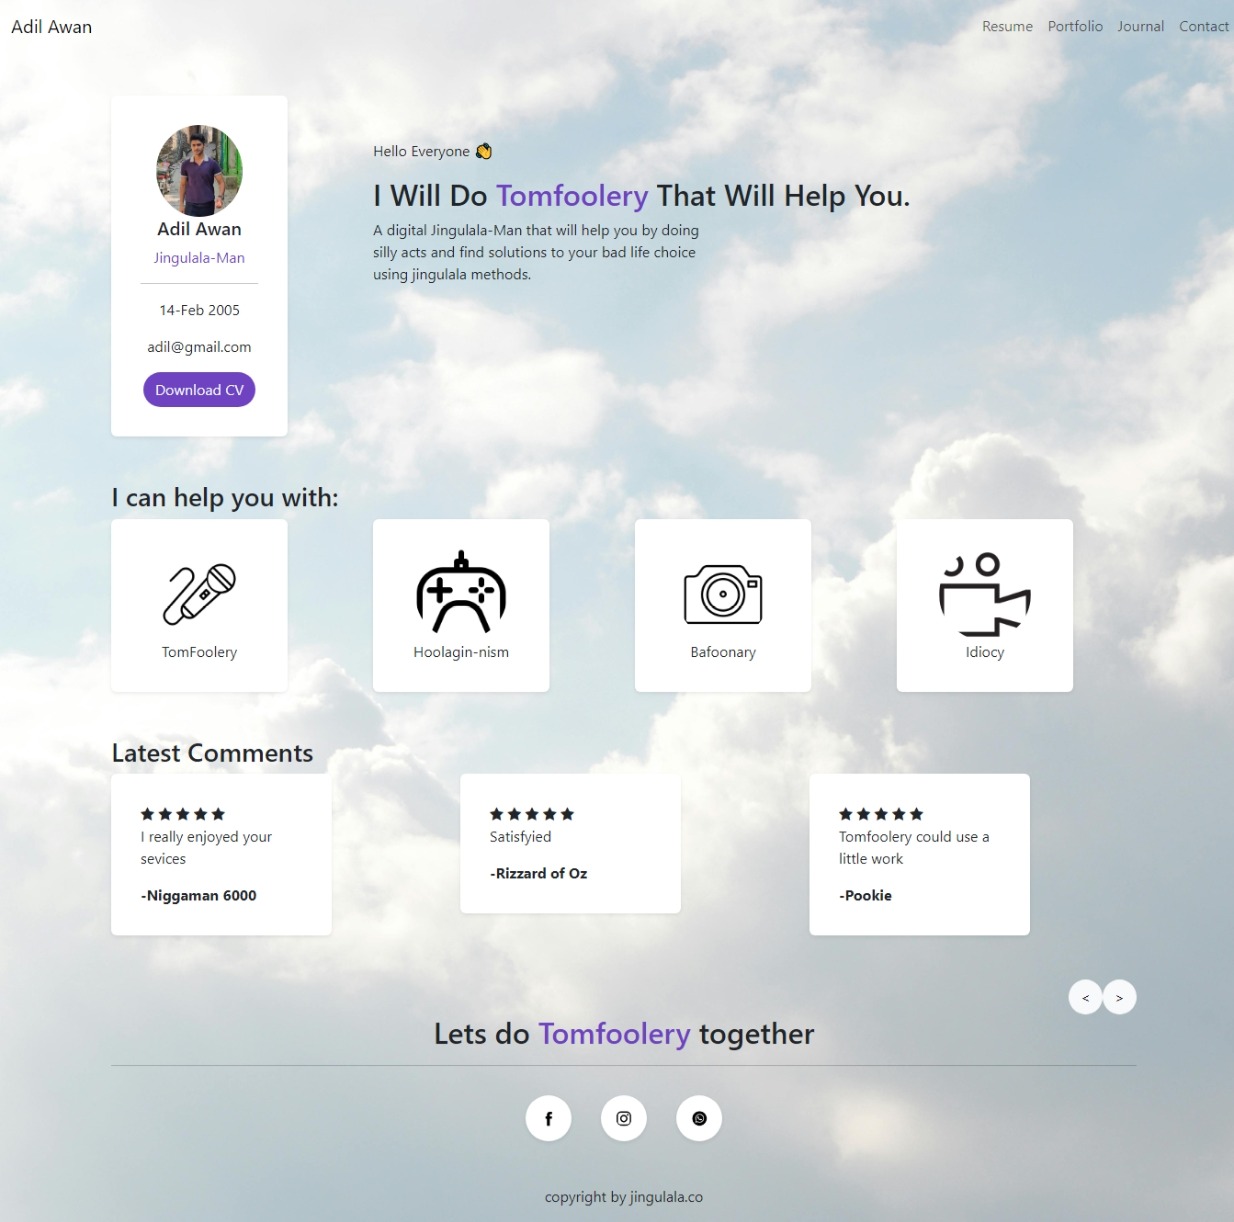 Adil Awan
Resume Portfolio Journal Contact
Adil Awan
Jingulala-Man
14-Feb 2005
adil@gmail.com
Download CV
Hello Everyone 👏
I Will Do Tomfoolery That Will Help You.
A digital Jingulala-Man that will help you by doing
silly acts and find solutions to your bad life choice
using jingulala methods.
I can help you with:
TomFoolery
Hoolagin-nism
Bafoonary
Idiocy
Latest Comments
★★★★★
I really enjoyed your
sevices
-Niggaman 6000
★★★★★
Satisfyied
-Rizzard of Oz
★★★★★
Tomfoolery could use a
little work
-Pookie
< >
Lets do Tomfoolery together
copyright by jingulala.co